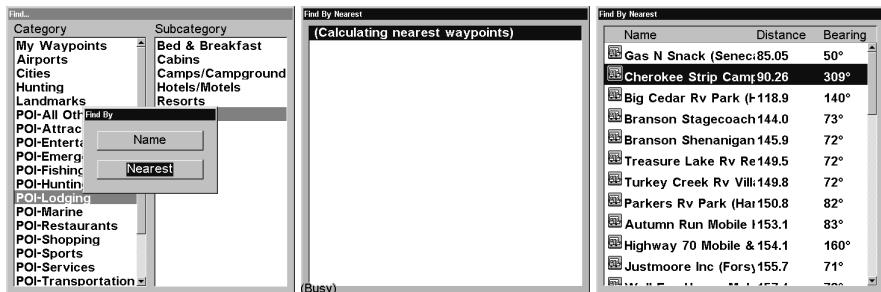 Find...
Category
Subcategory
My Waypoints
Airports
Cities
Hunting
Landmarks
POI-All Oth
POI-Attrac
POI-Enterta
POI-Emerg
POI-Fishing
POI-Huntin
POI-Lodging
POI-Marine
POI-Restaurants
POI-Shopping
POI-Sports
POI-Services
POI-Transportation
Bed & Breakfast
Cabins
Camps/Campground
Hotels/Motels
Resorts
Find By
Name
Nearest
Find By Nearest
(Calculating nearest waypoints)
(Busy)
Find By Nearest
Name Distance Bearing
Gas N Snack (Senec 85.05 50°
Cherokee Strip Camp 90.26 309°
Big Cedar Rv Park (H 118.9 140°
Branson Stagecoach 144.0 73°
Branson Shenanigan 145.9 72°
Treasure Lake Rv Re 149.5 72°
Turkey Creek Rv Villa 149.8 72°
Parkers Rv Park (Har 150.8 82°
Autumn Run Mobile H 153.1 83°
Highway 70 Mobile & 154.1 160°
Justmoore Inc (Forsy 155.7 71°